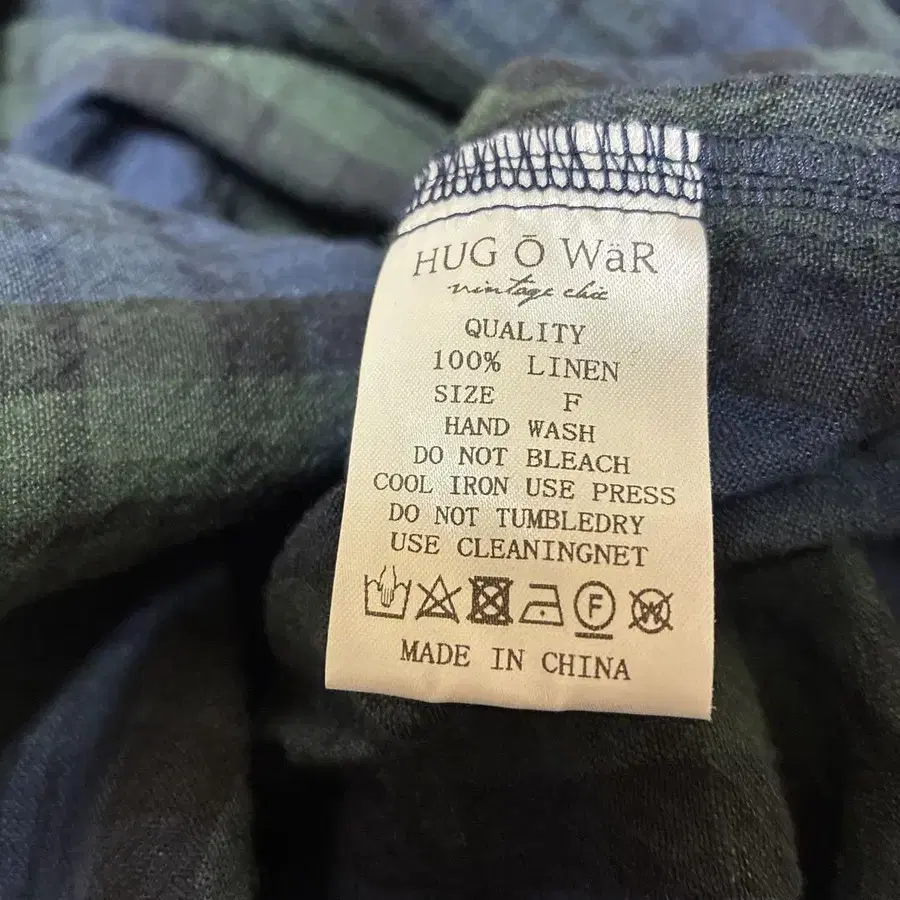 HUG Ō WäR
vintage chic
QUALITY
100% LINEN
SIZE F
HAND WASH
DO NOT BLEACH
COOL IRON USE PRESS
DO NOT TUMBLEDRY
USE CLEANINGNET
F W
MADE IN CHINA